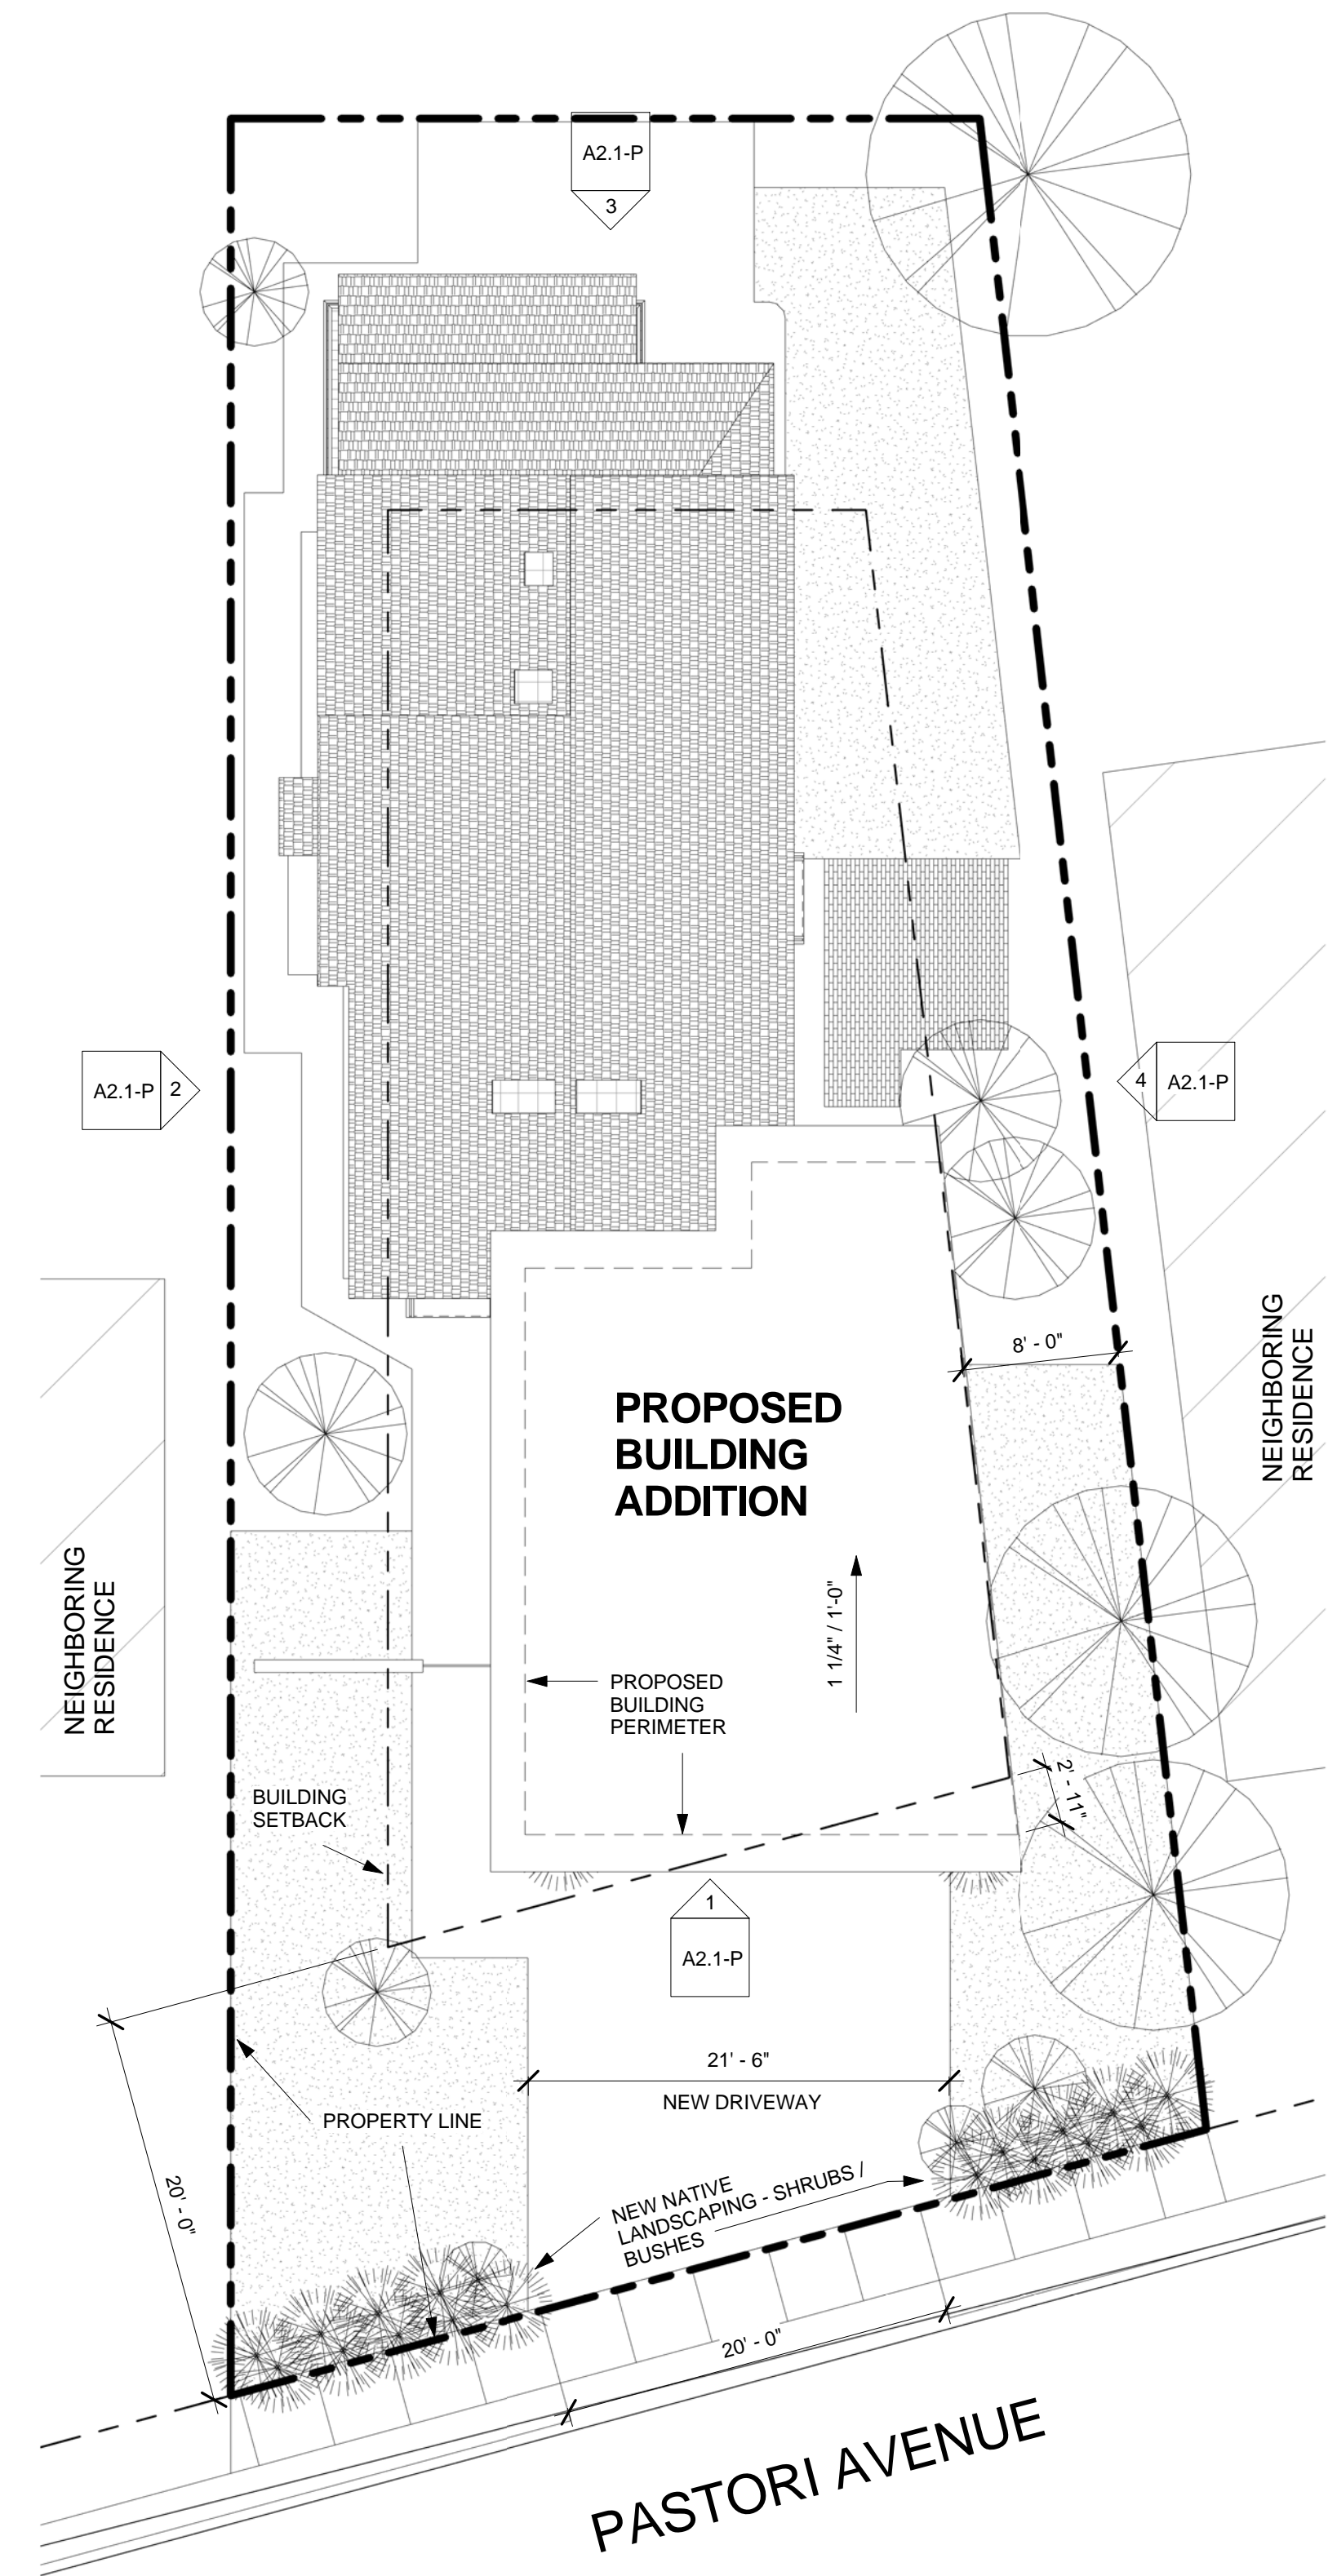 A2.1-P
3
A2.1-P
2
4
A2.1-P
NEIGHBORING
RESIDENCE
8' - 0"
PROPOSED
BUILDING
ADDITION
NEIGHBORING
RESIDENCE
1 1/4" / 1'-0"
PROPOSED
BUILDING
PERIMETER
BUILDING
SETBACK
2' - 11"
1
A2.1-P
21' - 6"
NEW DRIVEWAY
PROPERTY LINE
20' - 0"
NEW NATIVE
LANDSCAPING - SHRUBS /
BUSHES
20' - 0"
PASTORI AVENUE